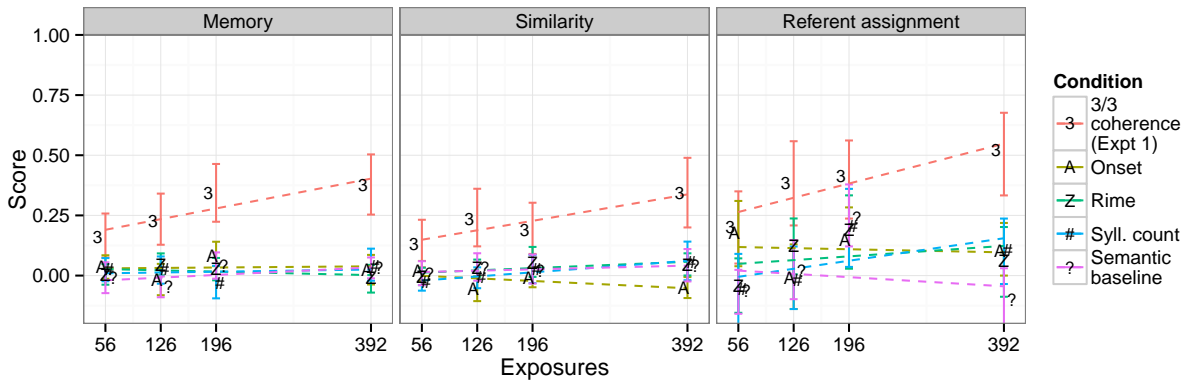 Memory
Similarity
Referent assignment
1.00
0.75
0.50
0.25
0.00
Score
56
126
196
392
56
126
196
392
56
126
196
392
Exposures
Condition
3 3/3
coherence
(Expt 1)
A Onset
Z Rime
# Syll. count
? Semantic
baseline